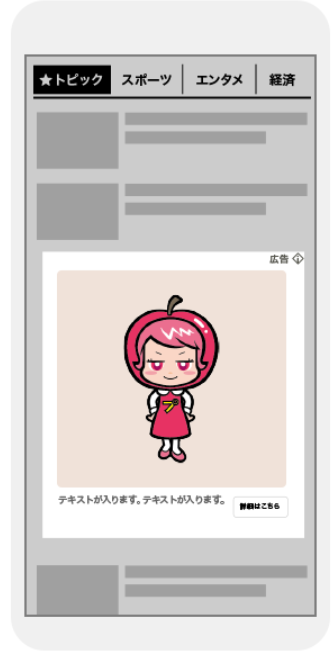 ★トピック スポーツ エンタメ 経済
広告
プ
テキストが入ります。テキストが入ります。
詳細はこちら